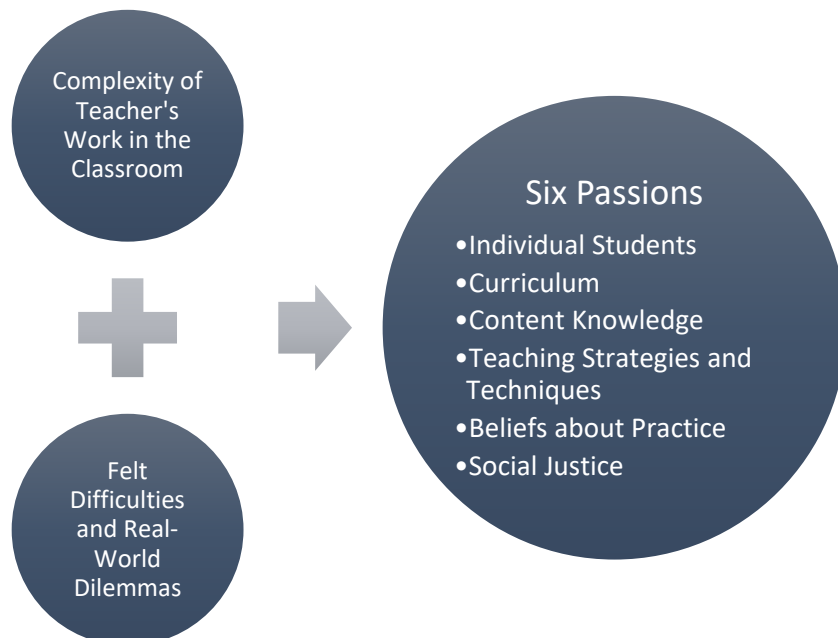 Complexity of
Teacher's
Work in the
Classroom
Felt
Difficulties
and Real-
World
Dilemmas
Six Passions
•Individual Students
•Curriculum
•Content Knowledge
•Teaching Strategies and
Techniques
•Beliefs about Practice
•Social Justice